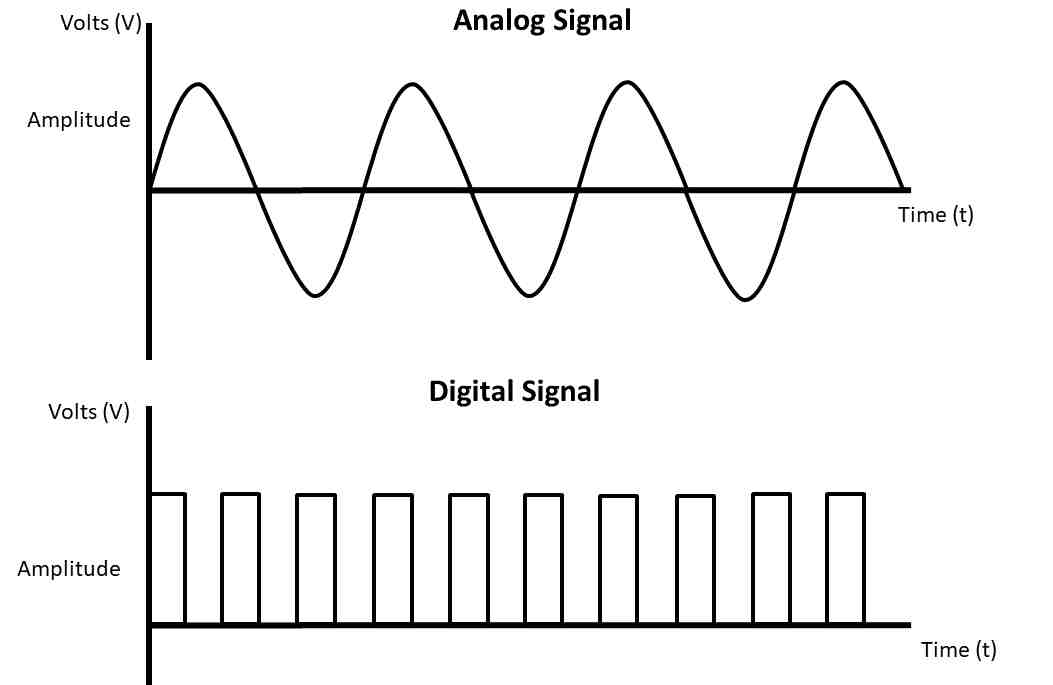 Analog Signal
Volts (V)
Amplitude
Time (t)
Digital Signal
Volts (V)
Amplitude
Time (t)